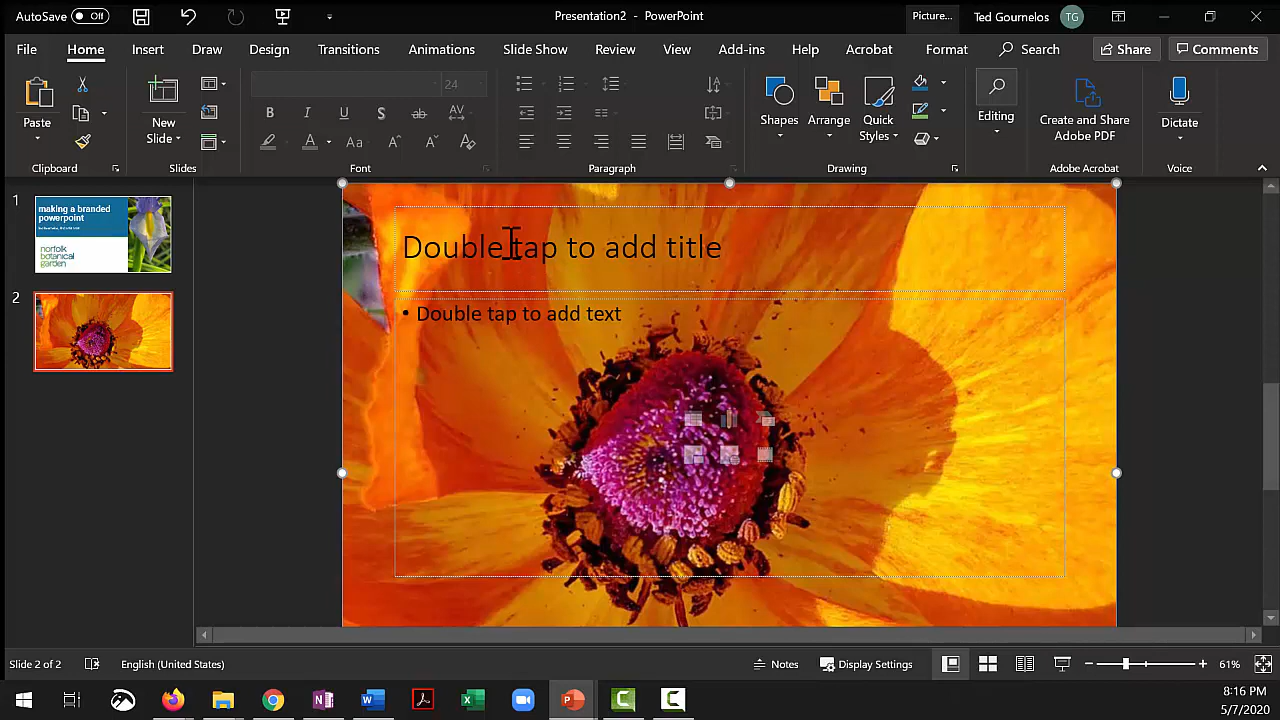 AutoSave Off
Presentation2 - PowerPoint
Picture...
Ted Gournelos TG
File Home Insert Draw Design Transitions Animations Slide Show Review View Add-ins Help Acrobat Format Search Share Comments
24
Paste
New
Slide
Shapes
Arrange
Quick
Styles
Editing
Create and Share
Adobe PDF
Dictate
Clipboard Slides Font Paragraph Drawing Adobe Acrobat Voice
1
making a branded
powerpoint
norfolk
botanical
garden
2
Double tap to add title
• Double tap to add text
Slide 2 of 2 English (United States) Notes Display Settings 61%
8:16 PM
5/7/2020